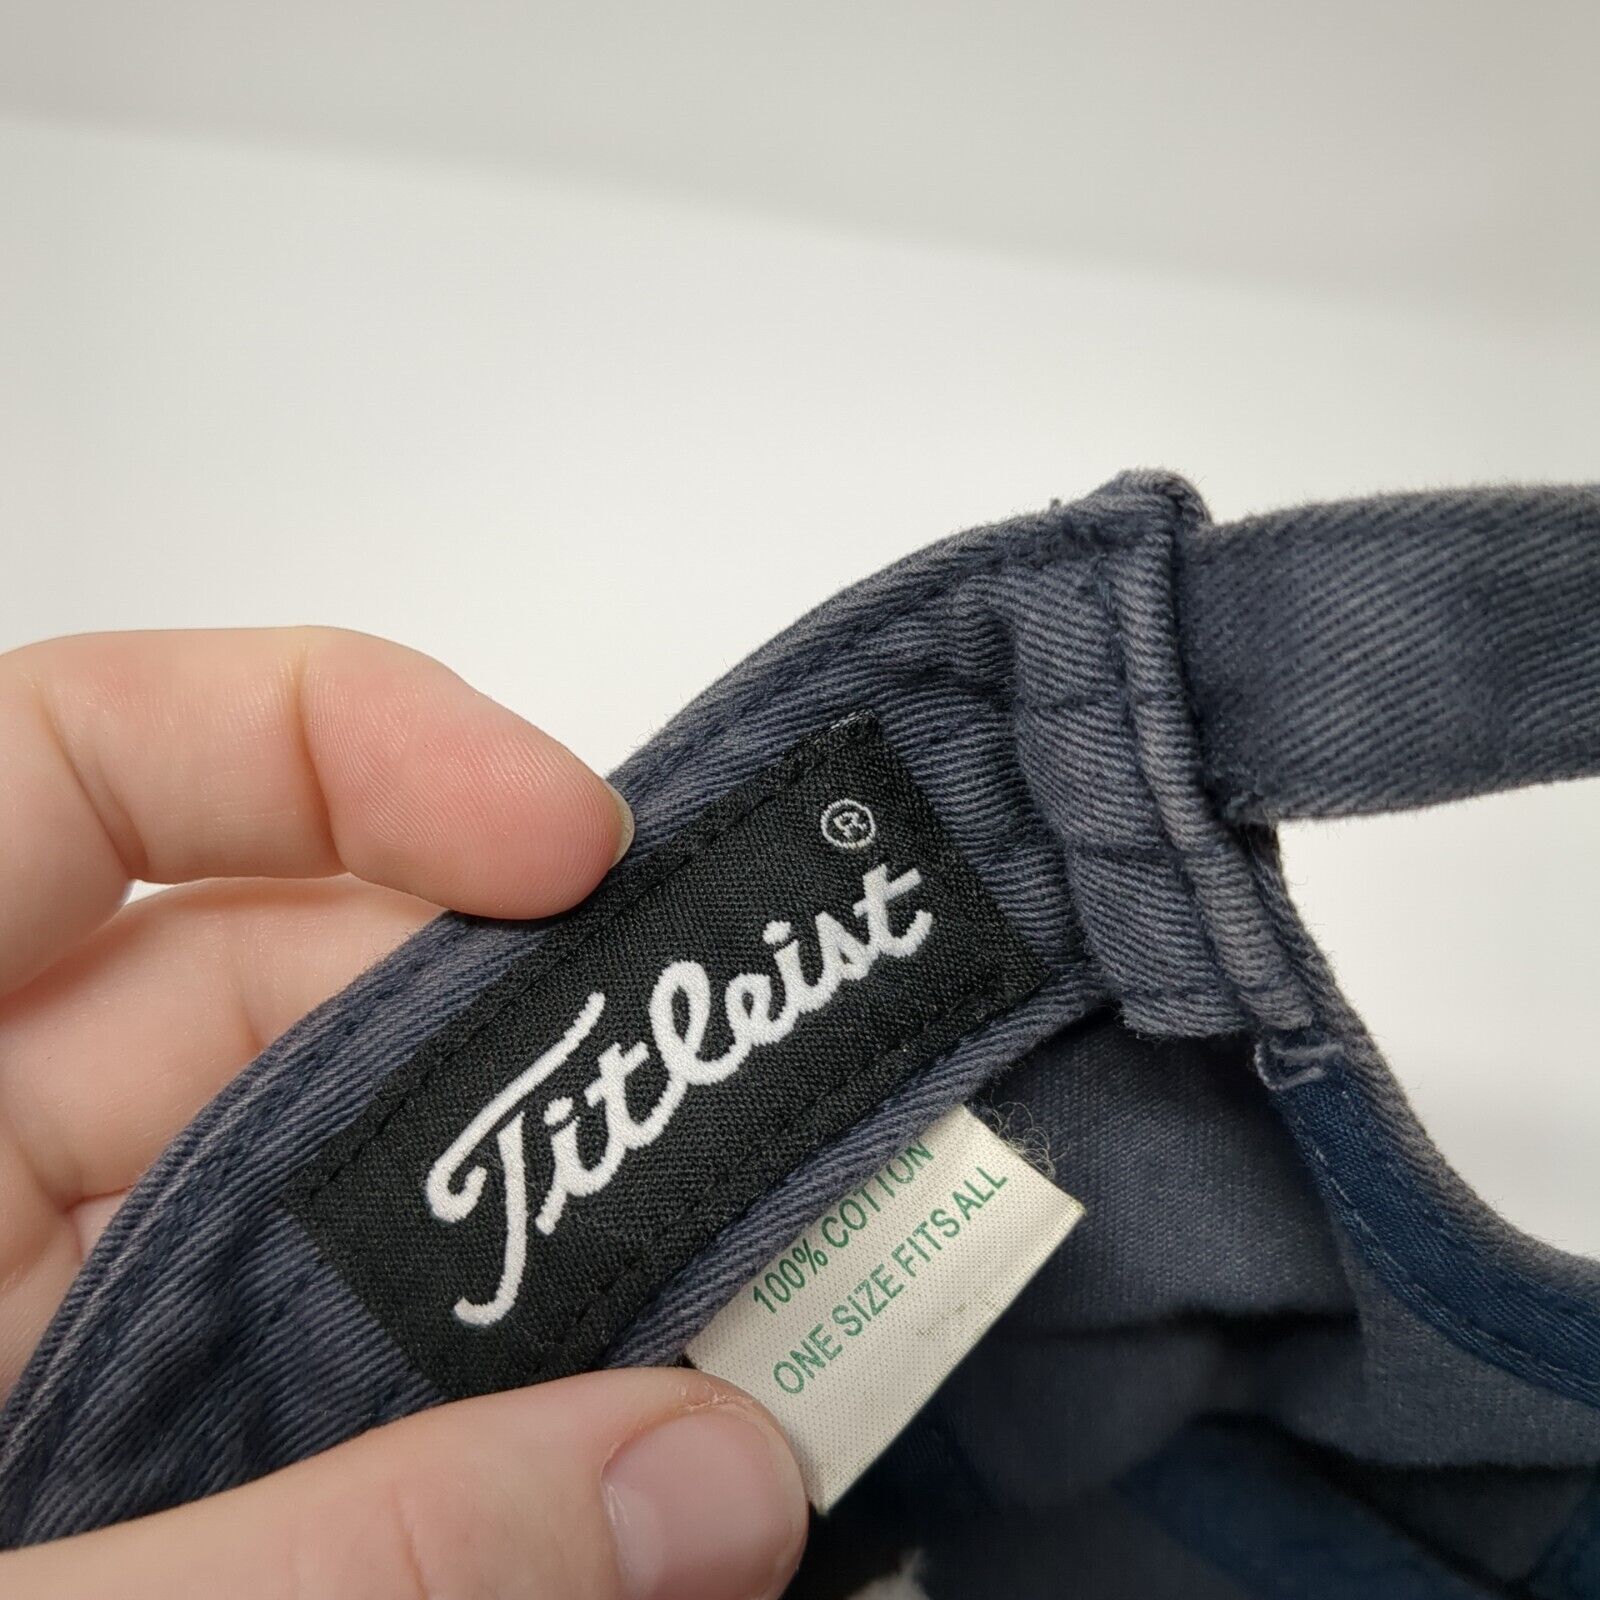 Titleist ®
100% COTTON
ONE SIZE FITS ALL